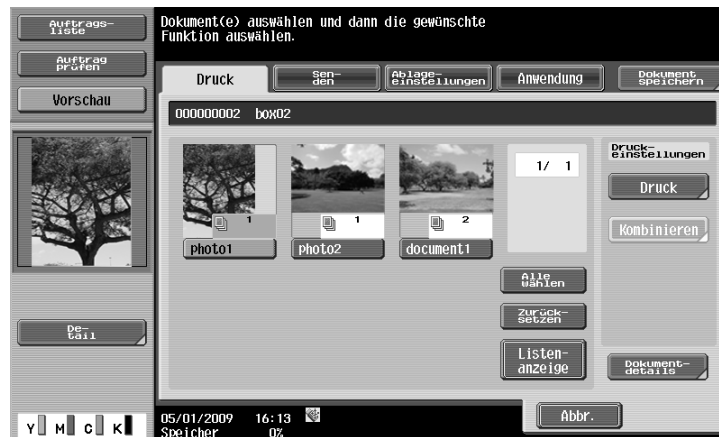 Auftrags-
liste
Auftrag
prüfen
Vorschau
De-
tail
Y M C K
Dokument(e) auswählen und dann die gewünschte
Funktion auswählen.
Druck
Sen-
den
Ablage-
einstellungen
Anwendung
Dokument
speichern
000000002 box02
1
photo1
1
photo2
2
document1
1/ 1
Alle
wählen
Zurück-
setzen
Listen-
anzeige
Druck-
einstellungen
Druck
Kombinieren
Dokument-
details
05/01/2009 16:13
Speicher 0%
Abbr.